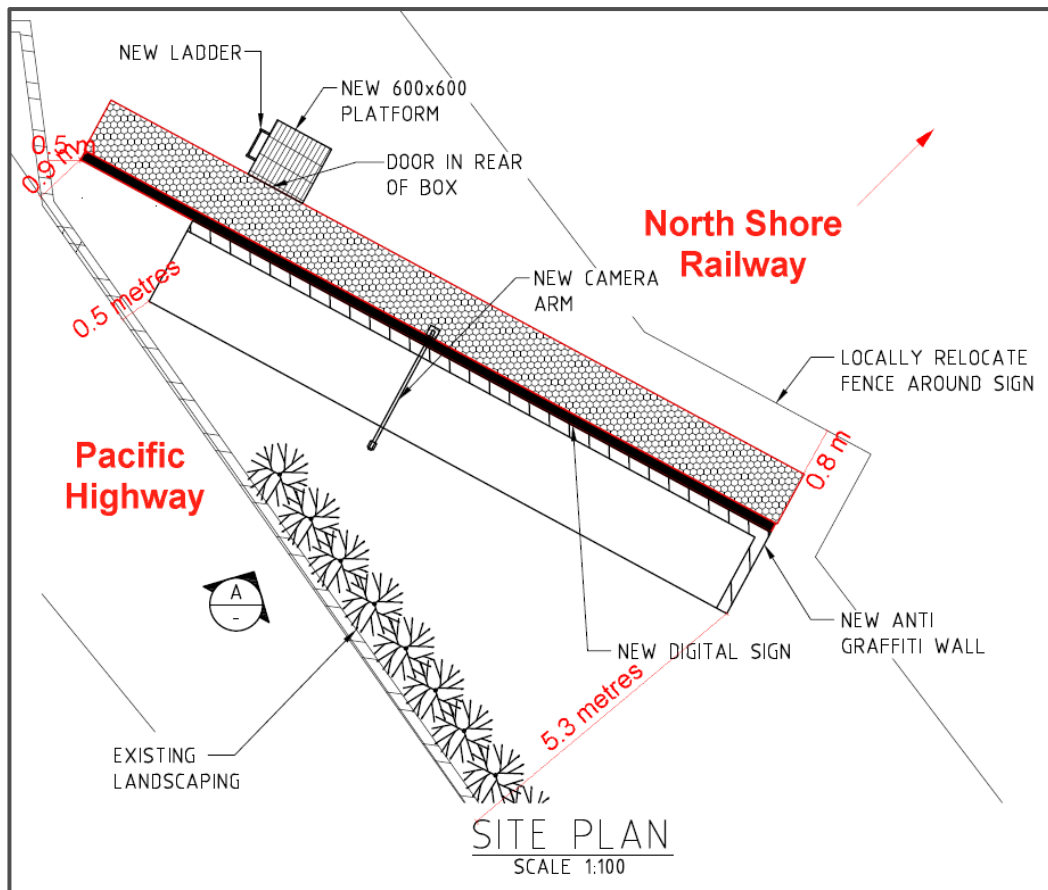 NEW LADDER
NEW 600x600
PLATFORM
DOOR IN REAR
OF BOX
0.5
0.9 m
North Shore
Railway
NEW CAMERA
ARM
0.5 metres
LOCALLY RELOCATE
FENCE AROUND SIGN
Pacific
Highway
0.8 m
A
-
NEW ANTI
GRAFFITI WALL
NEW DIGITAL SIGN
5.3 metres
EXISTING
LANDSCAPING
SITE PLAN
SCALE 1:100